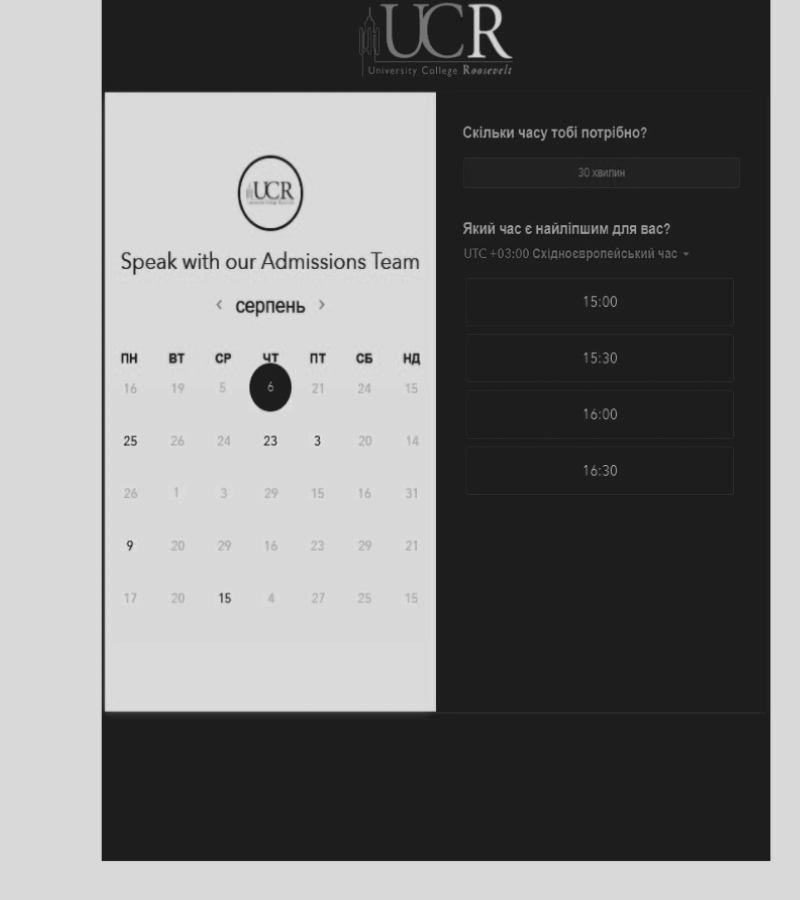 UCR
University College Roosevelt
UCR
Speak with our Admissions Team
‹ серпень ›
ПН ВТ СР ЧТ ПТ СБ НД
16 19 5 6 21 24 15
25 26 24 23 3 20 14
26 1 3 29 15 16 31
9 20 29 16 23 29 21
17 20 15 4 27 25 15
Скільки часу тобі потрібно?
30 хвилин
Який час є найліпшим для вас?
UTC +03:00 Східноєвропейський час
15:00
15:30
16:00
16:30